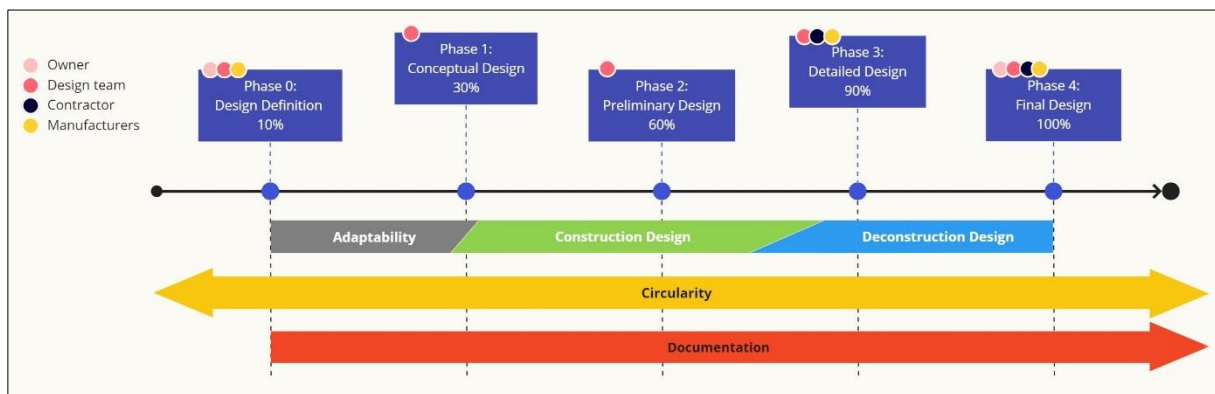 Owner
Design team
Contractor
Manufacturers
Phase 0:
Design Definition
10%
Phase 1:
Conceptual Design
30%
Phase 2:
Preliminary Design
60%
Phase 3:
Detailed Design
90%
Phase 4:
Final Design
100%
Adaptability
Construction Design
Deconstruction Design
Circularity
Documentation